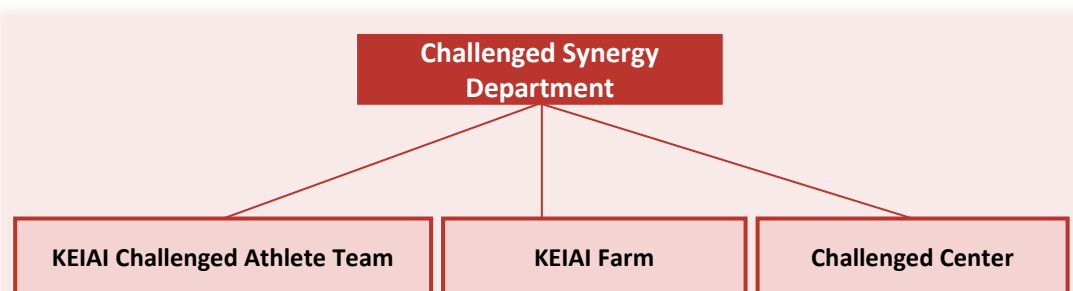 Challenged Synergy
Department
KEIAI Challenged Athlete Team
KEIAI Farm
Challenged Center